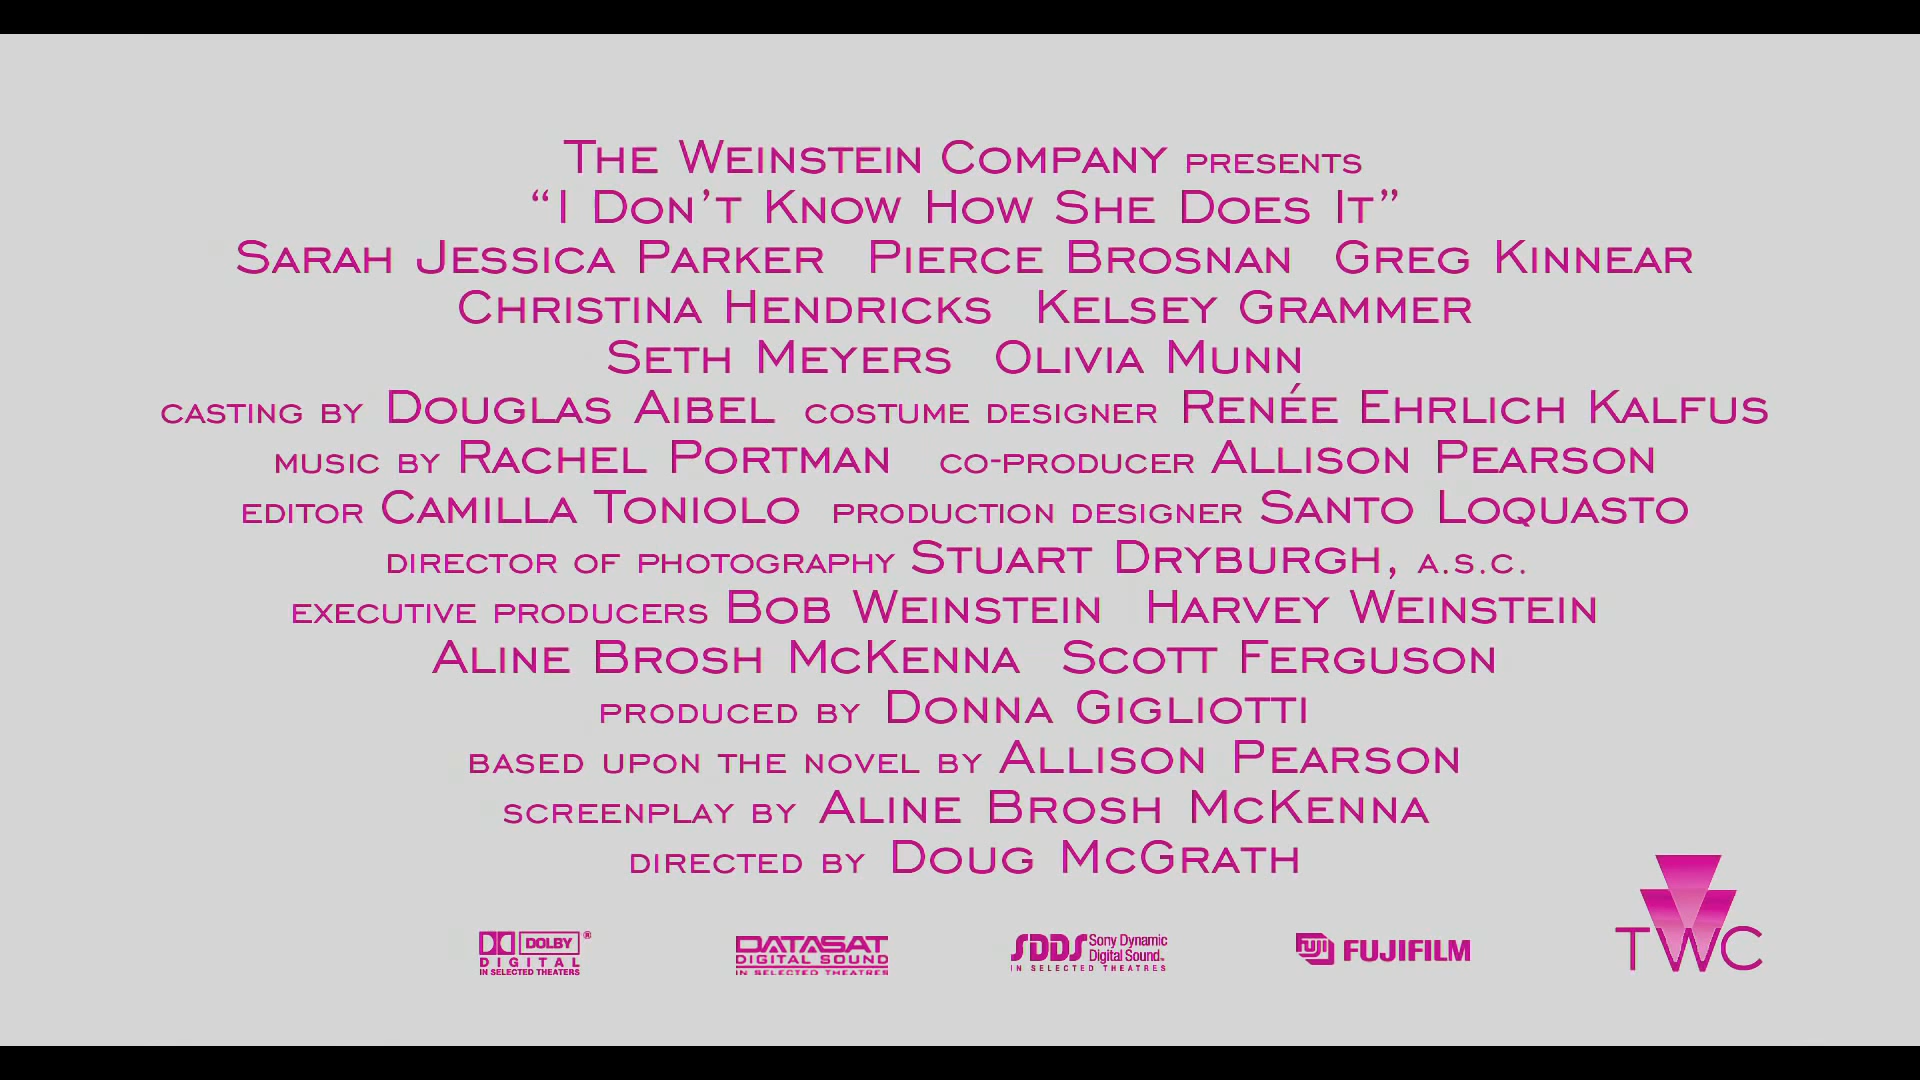 THE WEINSTEIN COMPANY PRESENTS
“I DON’T KNOW HOW SHE DOES IT”
SARAH JESSICA PARKER PIERCE BROSNAN GREG KINNEAR
CHRISTINA HENDRICKS KELSEY GRAMMER
SETH MEYERS OLIVIA MUNN
CASTING BY DOUGLAS AIBEL COSTUME DESIGNER RENÉE EHRLICH KALFUS
MUSIC BY RACHEL PORTMAN CO-PRODUCER ALLISON PEARSON
EDITOR CAMILLA TONIOLO PRODUCTION DESIGNER SANTO LOQUASTO
DIRECTOR OF PHOTOGRAPHY STUART DRYBURGH, A.S.C.
EXECUTIVE PRODUCERS BOB WEINSTEIN HARVEY WEINSTEIN
ALINE BROSH MCKENNA SCOTT FERGUSON
PRODUCED BY DONNA GIGLIOTTI
BASED UPON THE NOVEL BY ALLISON PEARSON
SCREENPLAY BY ALINE BROSH MCKENNA
DIRECTED BY DOUG MCGRATH
DOLBY®
DIGITAL
IN SELECTED THEATERS
DATASAT
DIGITAL SOUND
IN SELECTED THEATRES
SDDS Sony Dynamic
Digital Sound™
IN SELECTED THEATRES
FUJI FUJIFILM
TWC